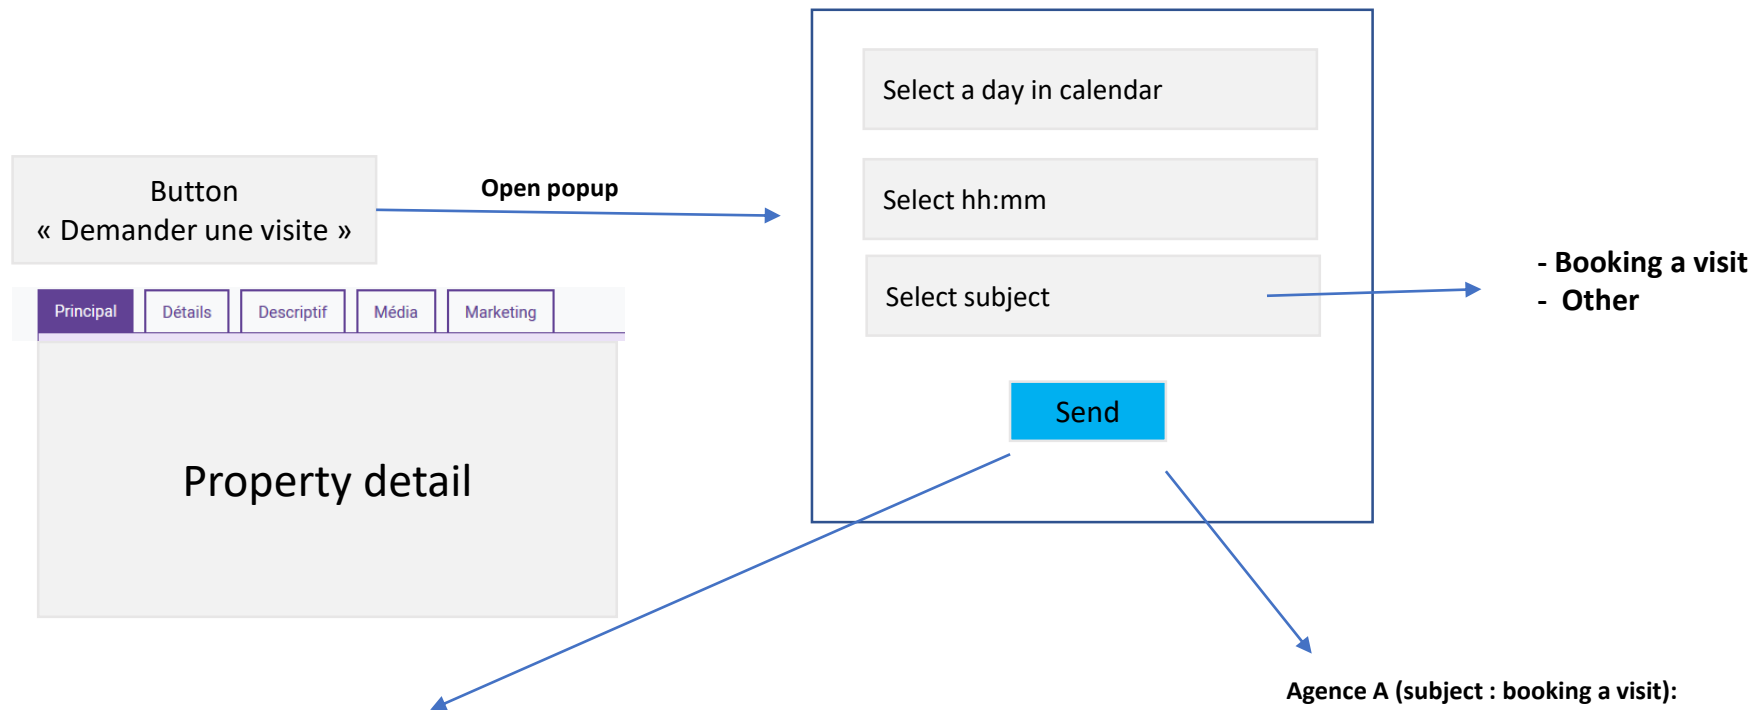 Button
« Demander une visite »
Principal
Détails
Descriptif
Média
Marketing
Property detail
Open popup
Select a day in calendar
Select hh:mm
Select subject
Send
- Booking a visit
- Other
Agence A (subject : booking a visit):